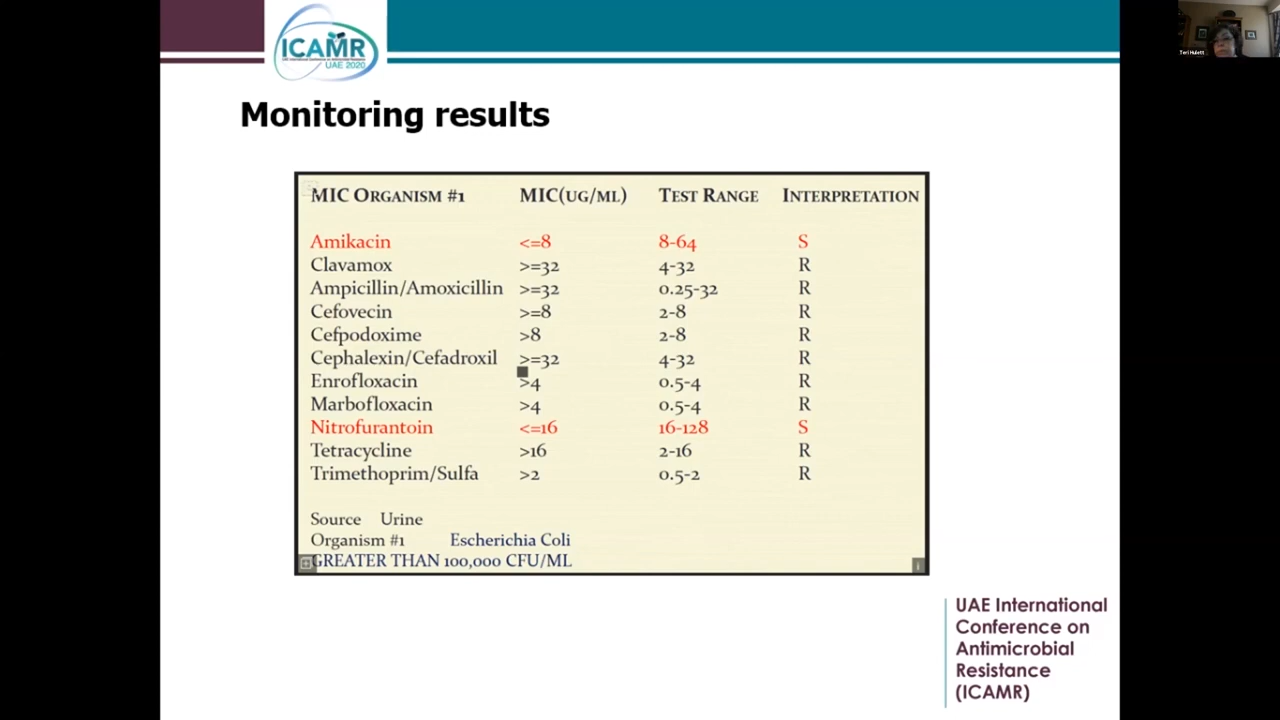 ICAMR
UAE 2020
Teri Hulett
Monitoring results
MIC ORGANISM #1 MIC(UG/ML) TEST RANGE INTERPRETATION
Amikacin <=8 8-64 S
Clavamox >=32 4-32 R
Ampicillin/Amoxicillin >=32 0.25-32 R
Cefovecin >=8 2-8 R
Cefpodoxime >8 2-8 R
Cephalexin/Cefadroxil >=32 4-32 R
Enrofloxacin >4 0.5-4 R
Marbofloxacin >4 0.5-4 R
Nitrofurantoin <=16 16-128 S
Tetracycline >16 2-16 R
Trimethoprim/Sulfa >2 0.5-2 R
Source Urine
Organism #1 Escherichia Coli
GREATER THAN 100,000 CFU/ML
UAE International
Conference on
Antimicrobial
Resistance
(ICAMR)